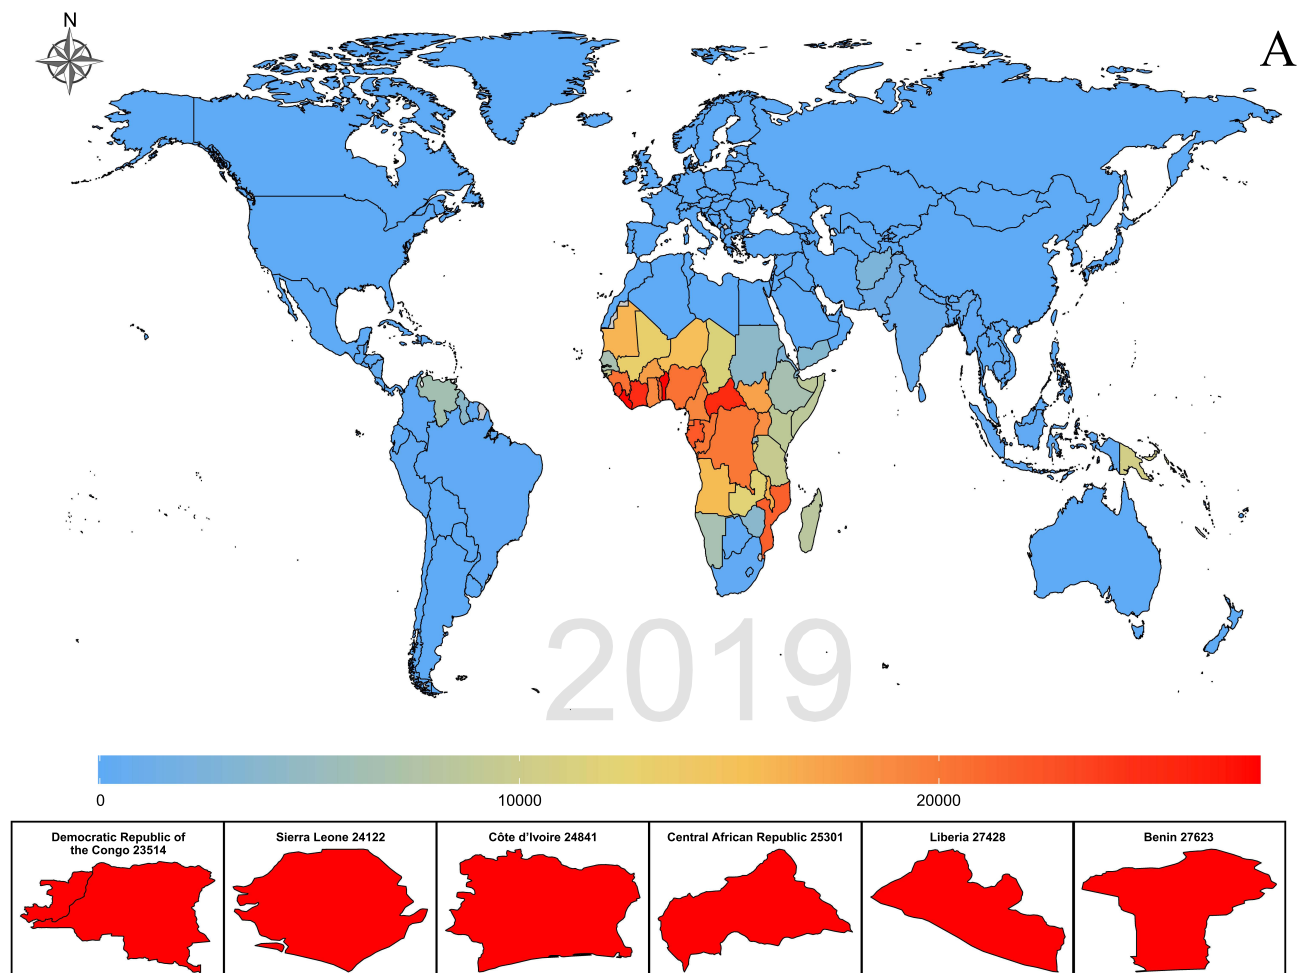 N
A
2019
0
10000
20000
Democratic Republic of
the Congo 23514
Sierra Leone 24122
Côte d’Ivoire 24841
Central African Republic 25301
Liberia 27428
Benin 27623